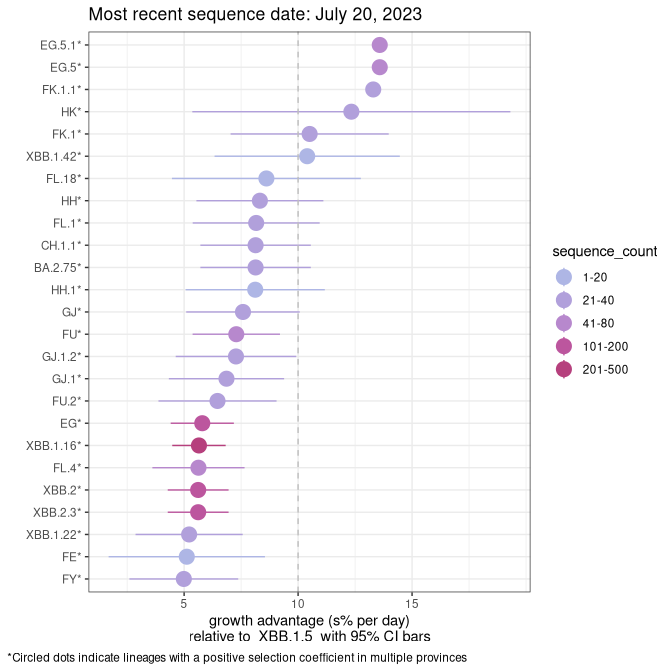 Most recent sequence date: July 20, 2023
EG.5.1*
EG.5*
FK.1.1*
HK*
FK.1*
XBB.1.42*
FL.18*
HH*
FL.1*
CH.1.1*
BA.2.75*
HH.1*
GJ*
FU*
GJ.1.2*
GJ.1*
FU.2*
EG*
XBB.1.16*
FL.4*
XBB.2*
XBB.2.3*
XBB.1.22*
FE*
FY*
5 10 15
growth advantage (s% per day)
relative to XBB.1.5 with 95% CI bars
sequence_count
1-20
21-40
41-80
101-200
201-500
*Circled dots indicate lineages with a positive selection coefficient in multiple provinces